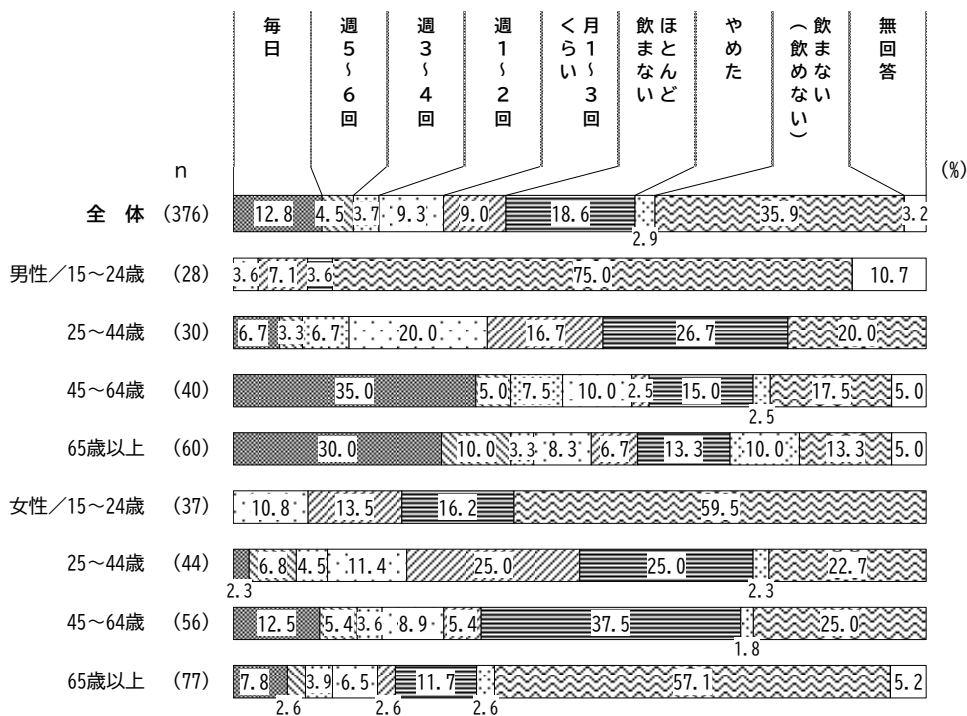 毎日
週5～6回
週3～4回
週1～2回
月1～3回くらい
ほとんど飲まない
やめた
飲まない（飲めない）
無回答
n
(%)
全 体 (376) 12.8 4.5 3.7 9.3 9.0 18.6 2.9 35.9 3.2
男性／15～24歳 (28) 3.6 7.1 3.6 75.0 10.7
25～44歳 (30) 6.7 3.3 6.7 20.0 16.7 26.7 20.0
45～64歳 (40) 35.0 5.0 7.5 10.0 2.5 15.0 2.5 17.5 5.0
65歳以上 (60) 30.0 10.0 3.3 8.3 6.7 13.3 10.0 13.3 5.0
女性／15～24歳 (37) 10.8 13.5 16.2 59.5
25～44歳 (44) 2.3 6.8 4.5 11.4 25.0 25.0 2.3 22.7
45～64歳 (56) 12.5 5.4 3.6 8.9 5.4 37.5 1.8 25.0
65歳以上 (77) 7.8 2.6 3.9 6.5 2.6 11.7 2.6 57.1 5.2